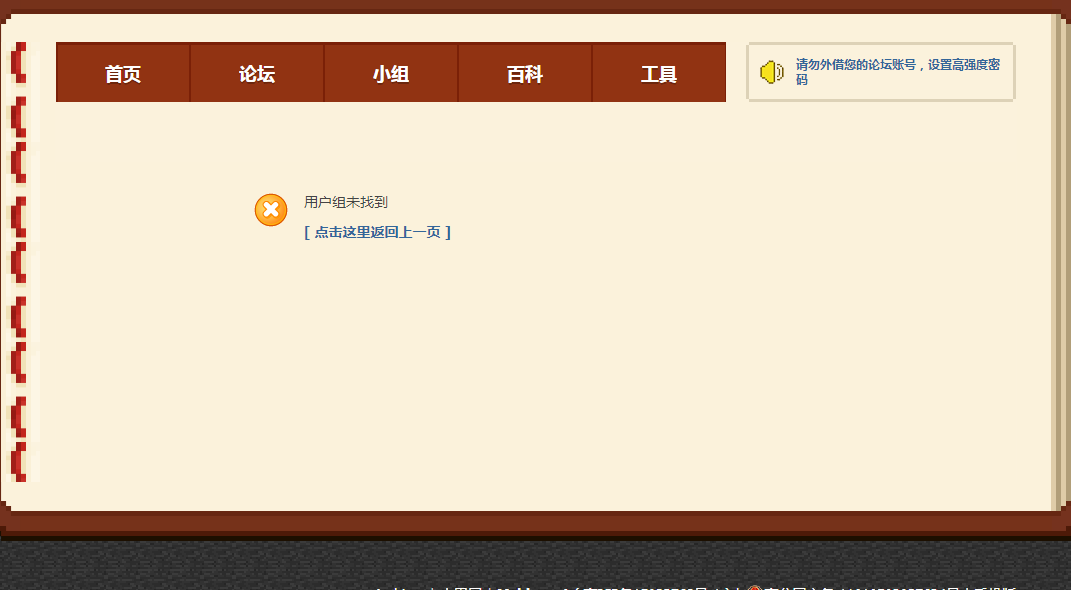 首页
论坛
小组
百科
工具
请勿外借您的论坛账号，设置高强度密
码
用户组未找到
[ 点击这里返回上一页 ]